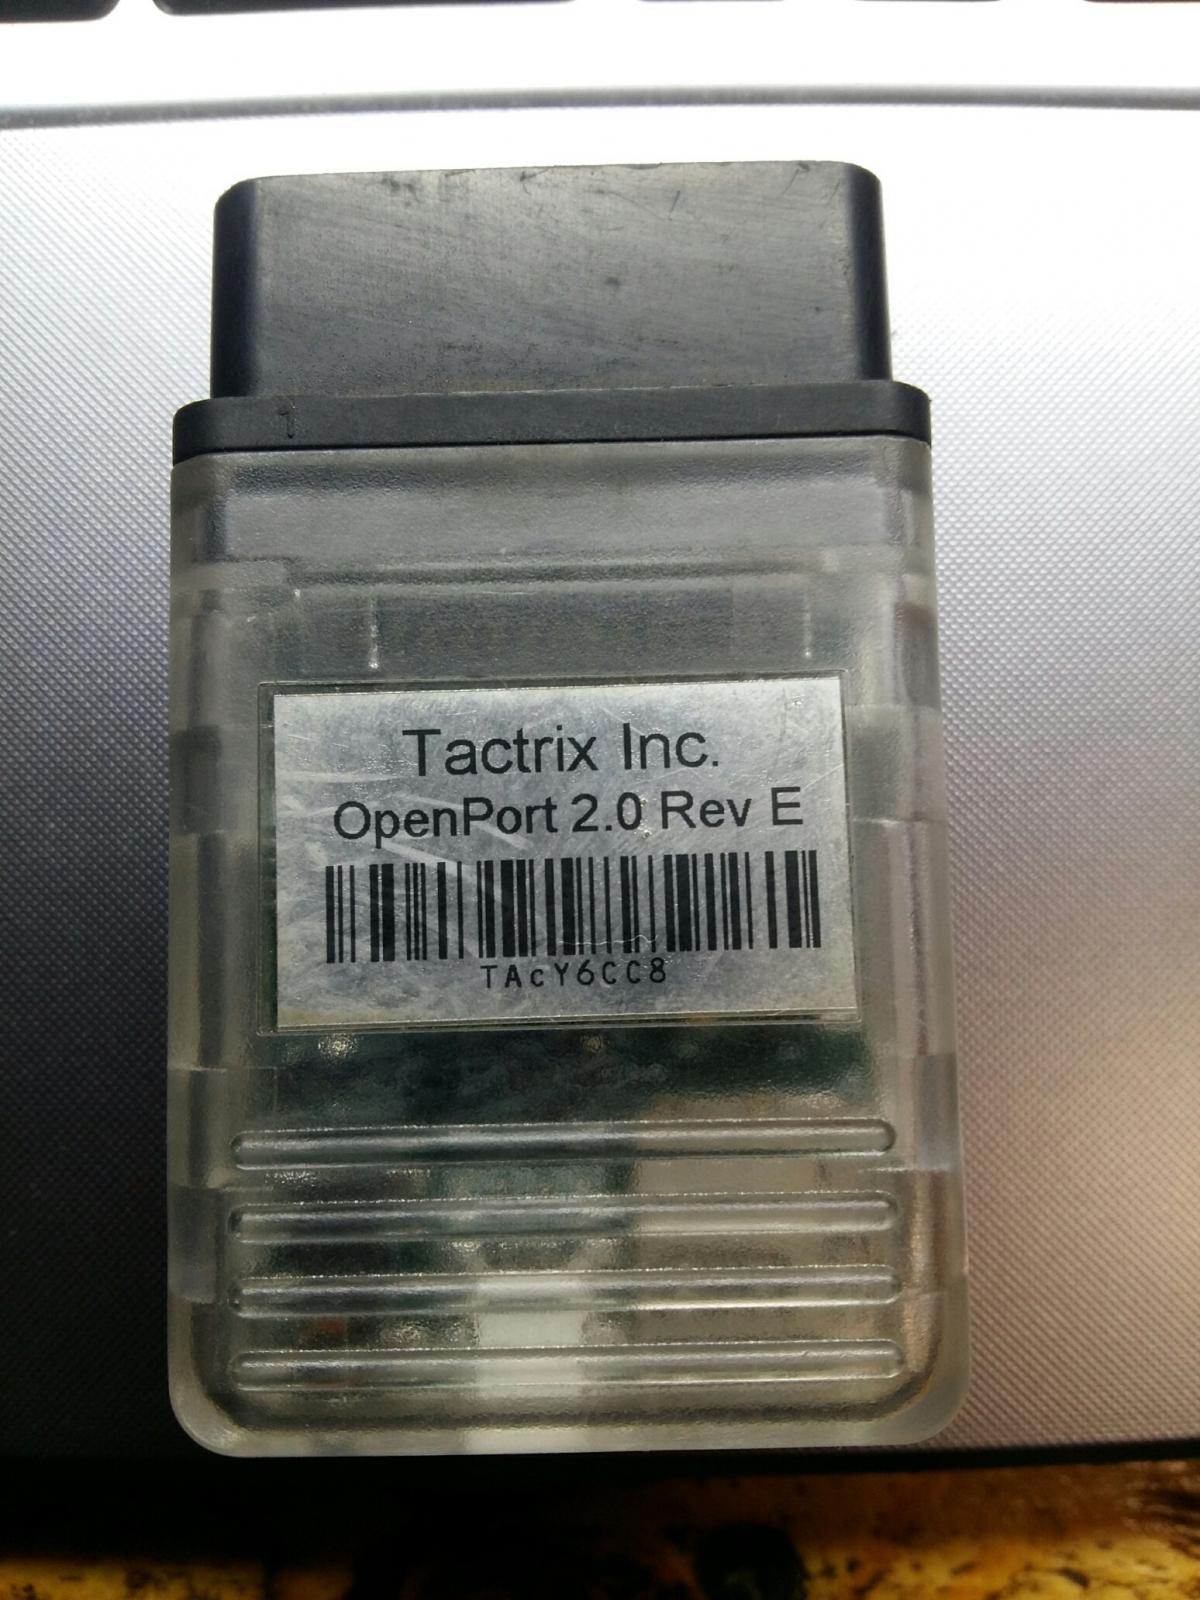 Tactrix Inc.
OpenPort 2.0 Rev E
TAcY6CC8